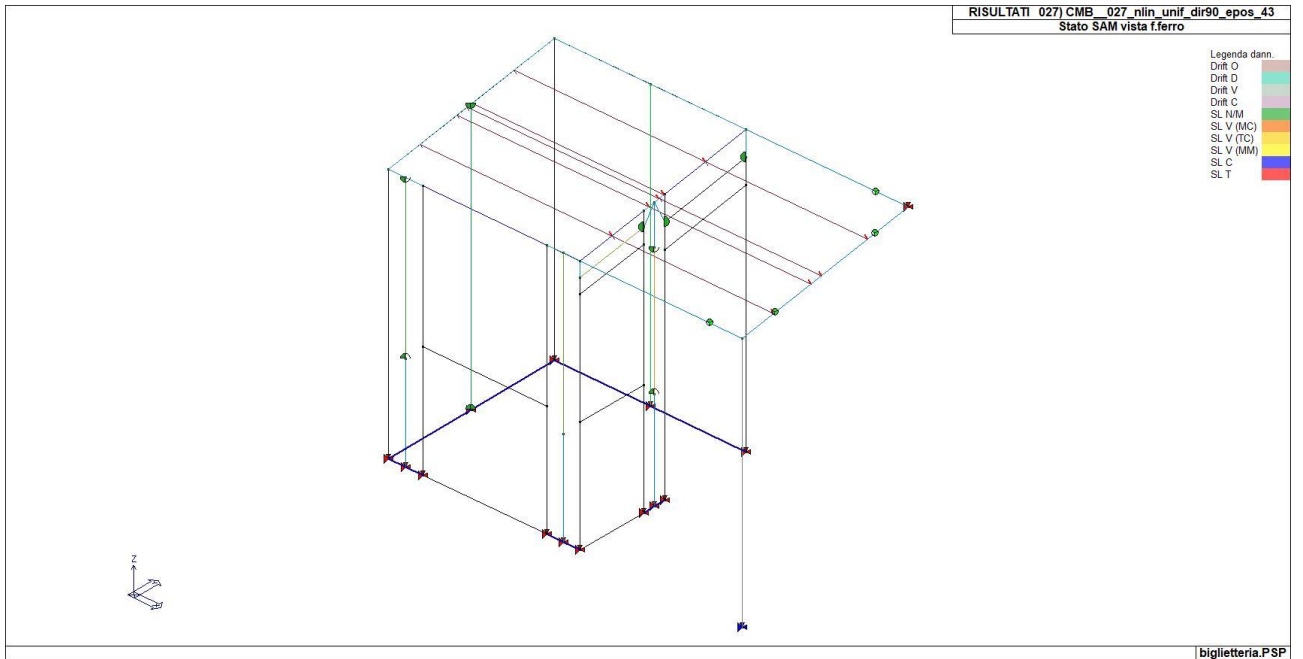 RISULTATI 027) CMB__027_nlin_unif_dir90_epos_43
Stato SAM vista f.ferro
Legenda dann.
Drift O
Drift D
Drift V
Drift C
SL N/M
SL V (MC)
SL V (TC)
SL V (MM)
SL C
SL T
Z
biglietteria.PSP